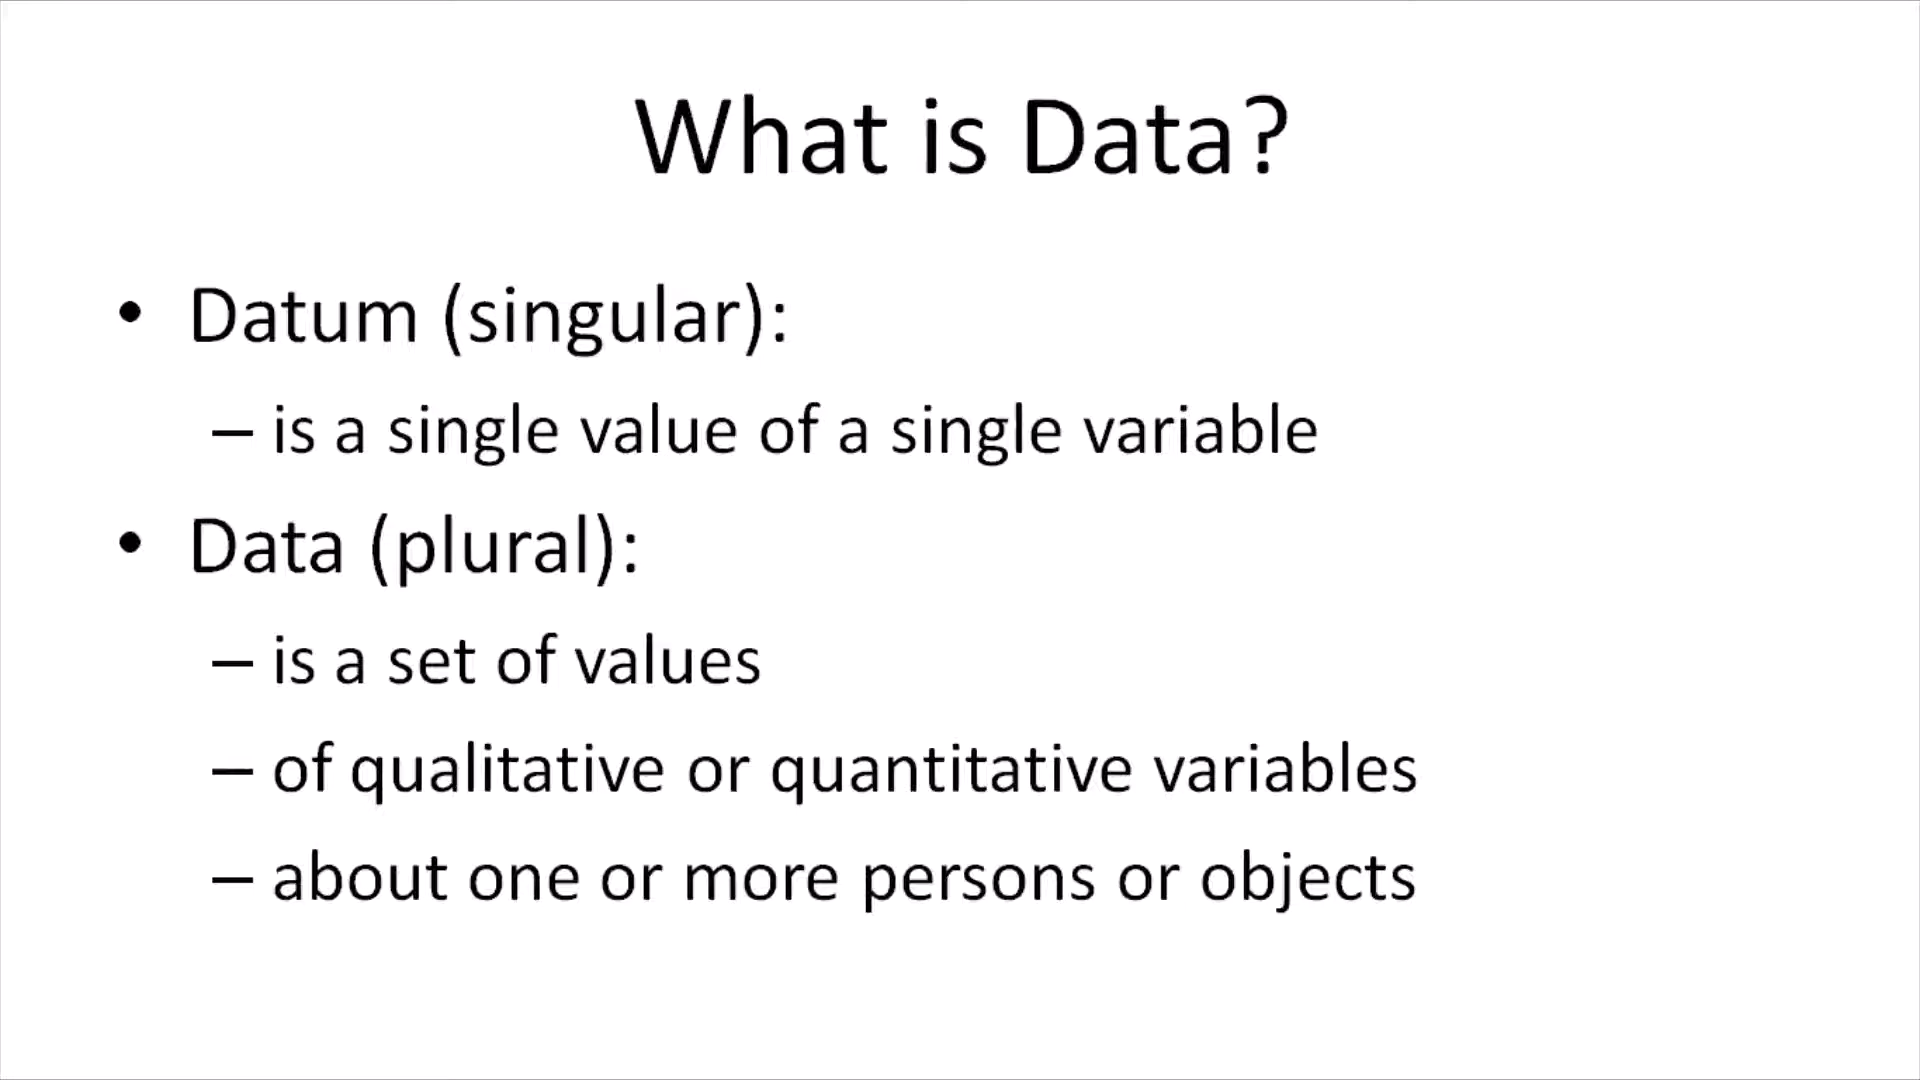 What is Data?
• Datum (singular):
– is a single value of a single variable
• Data (plural):
– is a set of values
– of qualitative or quantitative variables
– about one or more persons or objects